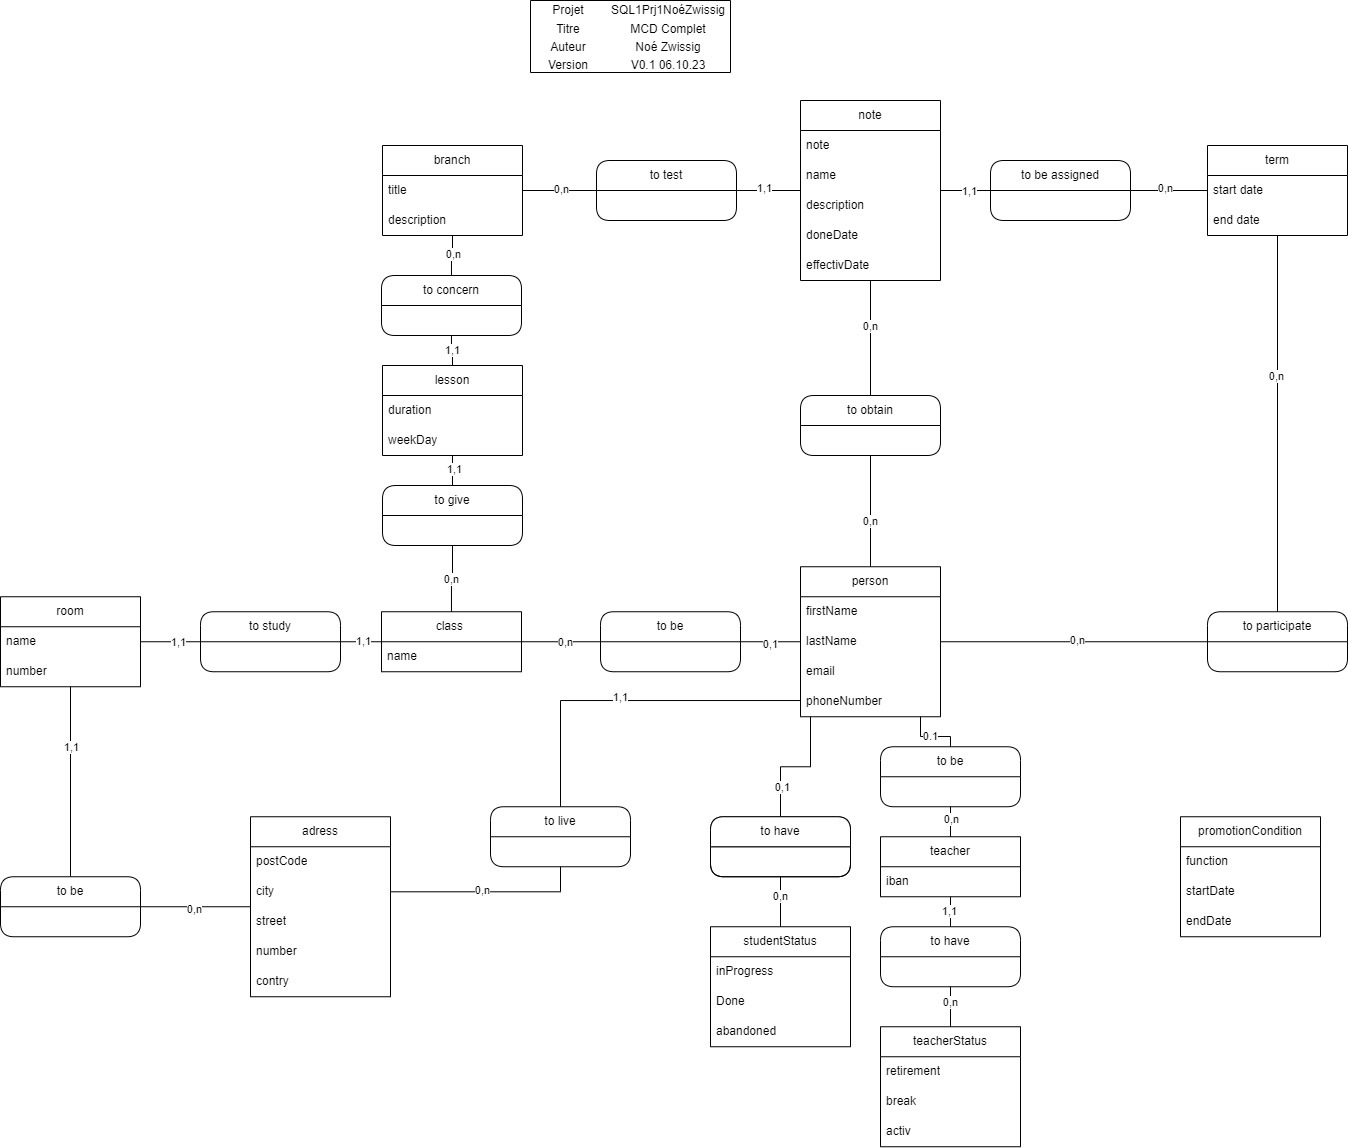 Projet SQL1Prj1NoéZwissig
Titre MCD Complet
Auteur Noé Zwissig
Version V0.1 06.10.23
note
note
name
description
doneDate
effectivDate
branch
title
description
0,n
to test
1,1
1,1
to be assigned
0,n
term
start date
end date
0,n
to concern
1,1
lesson
duration
weekDay
1,1
to give
0,n
0,n
to obtain
0,n
0,n
room
name
number
1,1
to study
1,1
class
name
0,n
to be
0,1
person
firstName
lastName
email
phoneNumber
0,n
to participate
1,1
1,1
to live
0,n
to be
0,n
adress
postCode
city
street
number
contry
0,1
to have
0,n
studentStatus
inProgress
Done
abandoned
0.1
to be
0,n
teacher
iban
1,1
to have
0,n
teacherStatus
retirement
break
activ
promotionCondition
function
startDate
endDate